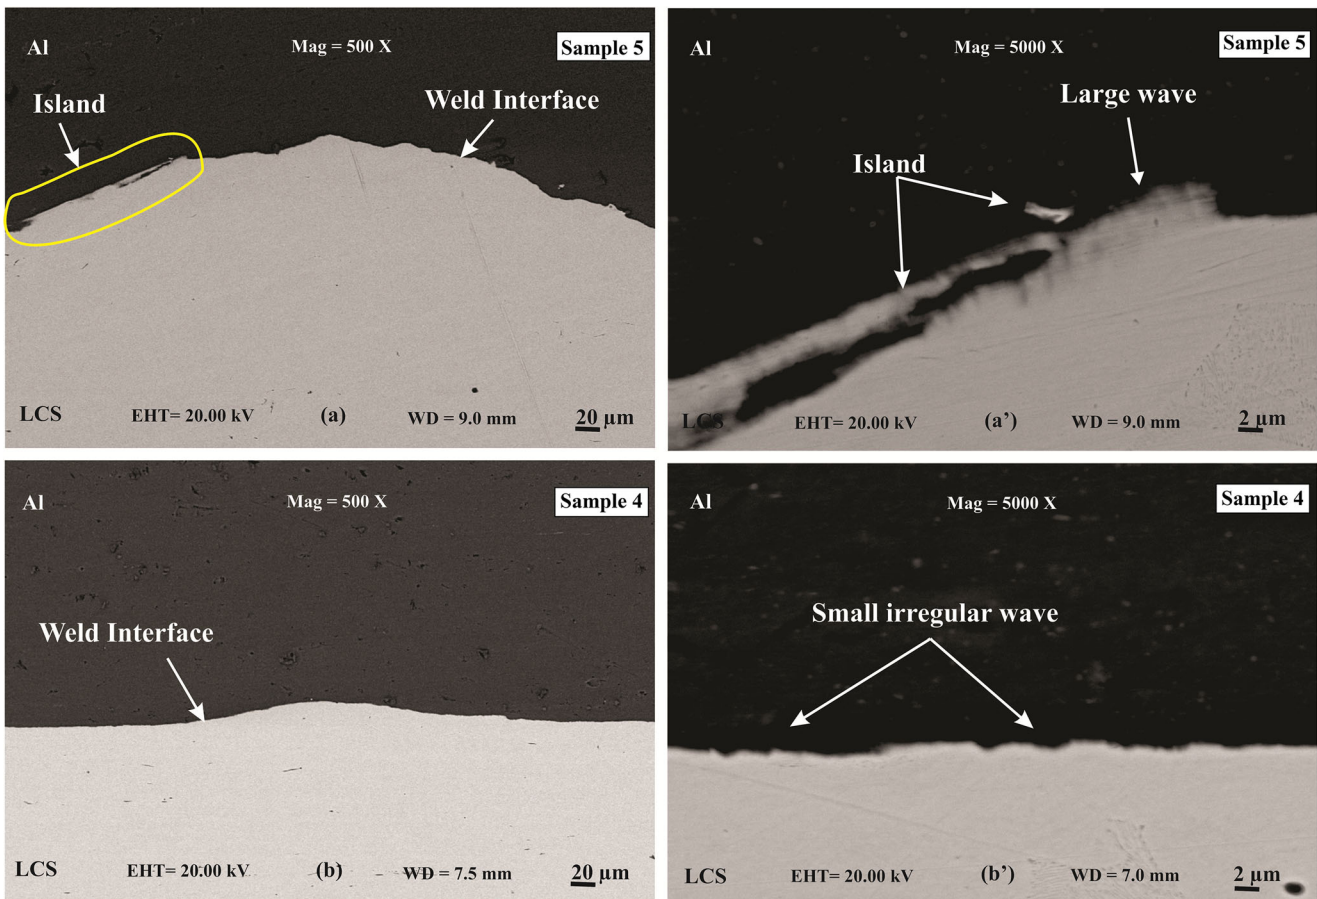 Al
Mag = 500 X
Sample 5
Island
Weld Interface
LCS
EHT= 20.00 kV
(a)
WD = 9.0 mm
20 µm
Al
Mag = 5000 X
Sample 5
Large wave
Island
LCS
EHT= 20.00 kV
(a’)
WD = 9.0 mm
2 µm
Al
Mag = 500 X
Sample 4
Weld Interface
LCS
EHT= 20.00 kV
(b)
WD = 7.5 mm
20 µm
Al
Mag = 5000 X
Sample 4
Small irregular wave
LCS
EHT= 20.00 kV
(b’)
WD = 7.0 mm
2 µm